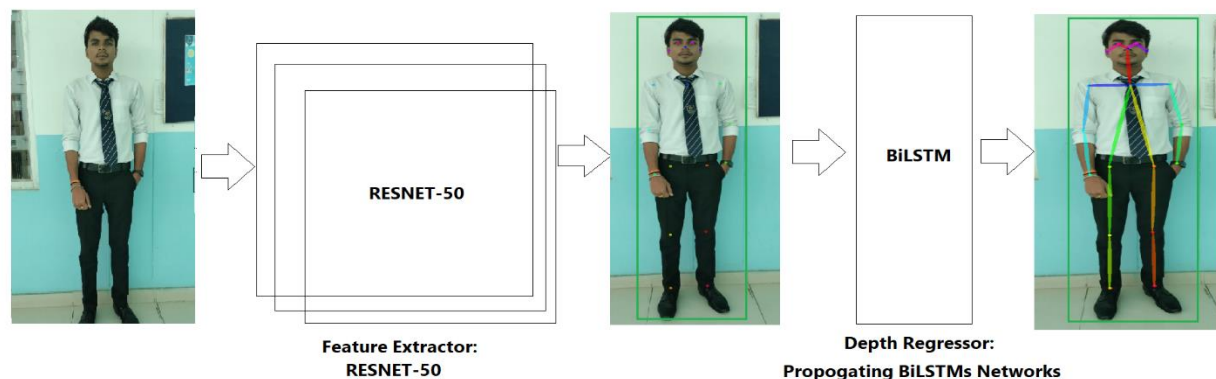 RESNET-50
BiLSTM
Feature Extractor:
RESNET-50
Depth Regressor:
Propogating BiLSTMs Networks